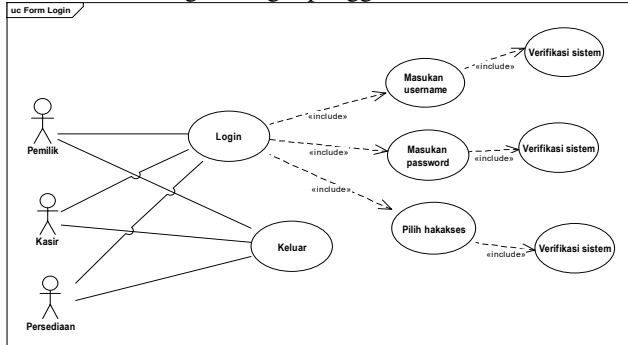 uc Form Login
Verifikasi sistem
«include»
Masukan
username
«include»
Pemilik
Login
«include»
Masukan
password
«include»
Verifikasi sistem
«include»
Kasir
Pilih hakakses
Keluar
«include»
Verifikasi sistem
Persediaan